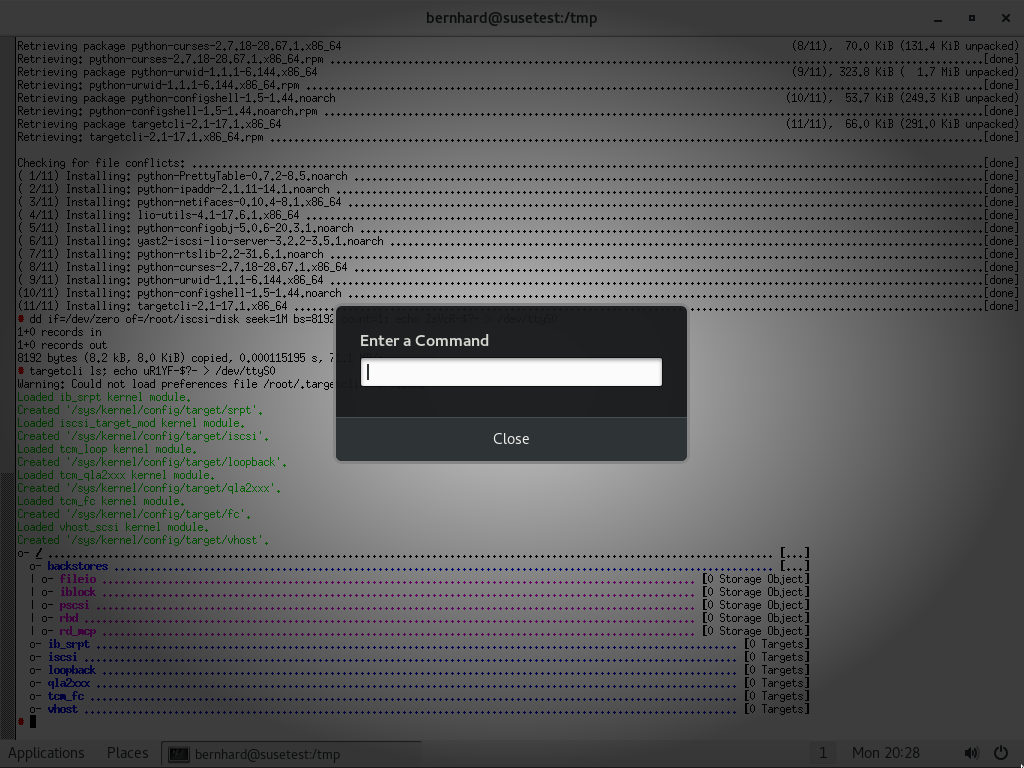 bernhard@susetest:/tmp
Retrieving package python-curses-2.7.18-28.67.1.x86_64 (8/11), 70.0 KiB (131.4 KiB unpacked)
Retrieving: python-curses-2.7.18-28.67.1.x86_64.rpm ....................[done]
Retrieving package python-urwid-1.1.1-6.144.x86_64 (9/11), 323.8 KiB ( 1.7 MiB unpacked)
Retrieving: python-urwid-1.1.1-6.144.x86_64.rpm ....................[done]
Retrieving package python-configshell-1.5-1.44.noarch (10/11), 53.7 KiB (249.3 KiB unpacked)
Retrieving: python-configshell-1.5-1.44.noarch.rpm ....................[done]
Retrieving package targetcli-2.1-17.1.x86_64 (11/11), 66.0 KiB (291.0 KiB unpacked)
Retrieving: targetcli-2.1-17.1.x86_64.rpm ....................[done]
Checking for file conflicts: ....................[done]
( 1/11) Installing: python-PrettyTable-0.7.2-8.5.noarch ....................[done]
( 2/11) Installing: python-ipaddr-2.1.11-14.1.noarch ....................[done]
( 3/11) Installing: python-netifaces-0.10.4-8.1.x86_64 ....................[done]
( 4/11) Installing: lio-utils-4.1-17.6.1.x86_64 ....................[done]
( 5/11) Installing: python-configobj-5.0.6-20.3.1.noarch ....................[done]
( 6/11) Installing: yast2-iscsi-lio-server-3.2.2-3.5.1.noarch ....................[done]
( 7/11) Installing: python-rtslib-2.2-31.6.1.noarch ....................[done]
( 8/11) Installing: python-curses-2.7.18-28.67.1.x86_64 ....................[done]
( 9/11) Installing: python-urwid-1.1.1-6.144.x86_64 ....................[done]
(10/11) Installing: python-configshell-1.5-1.44.noarch ....................[done]
(11/11) Installing: targetcli-2.1-17.1.x86_64 ....................[done]
# dd if=/dev/zero of=/root/iscsi-disk seek=1M bs=8192 > /dev/ttyS0
1+0 records in
1+0 records out
8192 bytes (8.2 kB, 8.0 KiB) copied, 0.000115195 s,
# targetcli ls; echo uR1YF-$?- > /dev/ttyS0
Warning: Could not load preferences file /root/.targetcli
Loaded ib_srpt kernel module.
Created '/sys/kernel/config/target/srpt'.
Loaded iscsi_target_mod kernel module.
Created '/sys/kernel/config/target/iscsi'.
Loaded tcm_loop kernel module.
Created '/sys/kernel/config/target/loopback'.
Loaded tcm_qla2xxx kernel module.
Created '/sys/kernel/config/target/qla2xxx'.
Loaded tcm_fc kernel module.
Created '/sys/kernel/config/target/fc'.
Loaded vhost_scsi kernel module.
Created '/sys/kernel/config/target/vhost'.
o- / .................... [...]
o- backstores .................... [...]
| o- fileio .................... [0 Storage Object]
| o- iblock .................... [0 Storage Object]
| o- pscsi .................... [0 Storage Object]
| o- rbd .................... [0 Storage Object]
| o- rd_mcp .................... [0 Storage Object]
o- ib_srpt .................... [0 Targets]
o- iscsi .................... [0 Targets]
o- loopback .................... [0 Targets]
o- qla2xxx .................... [0 Targets]
o- tcm_fc .................... [0 Targets]
o- vhost .................... [0 Targets]
#
Enter a Command
Close
Applications Places bernhard@susetest:/tmp 1 Mon 20:28